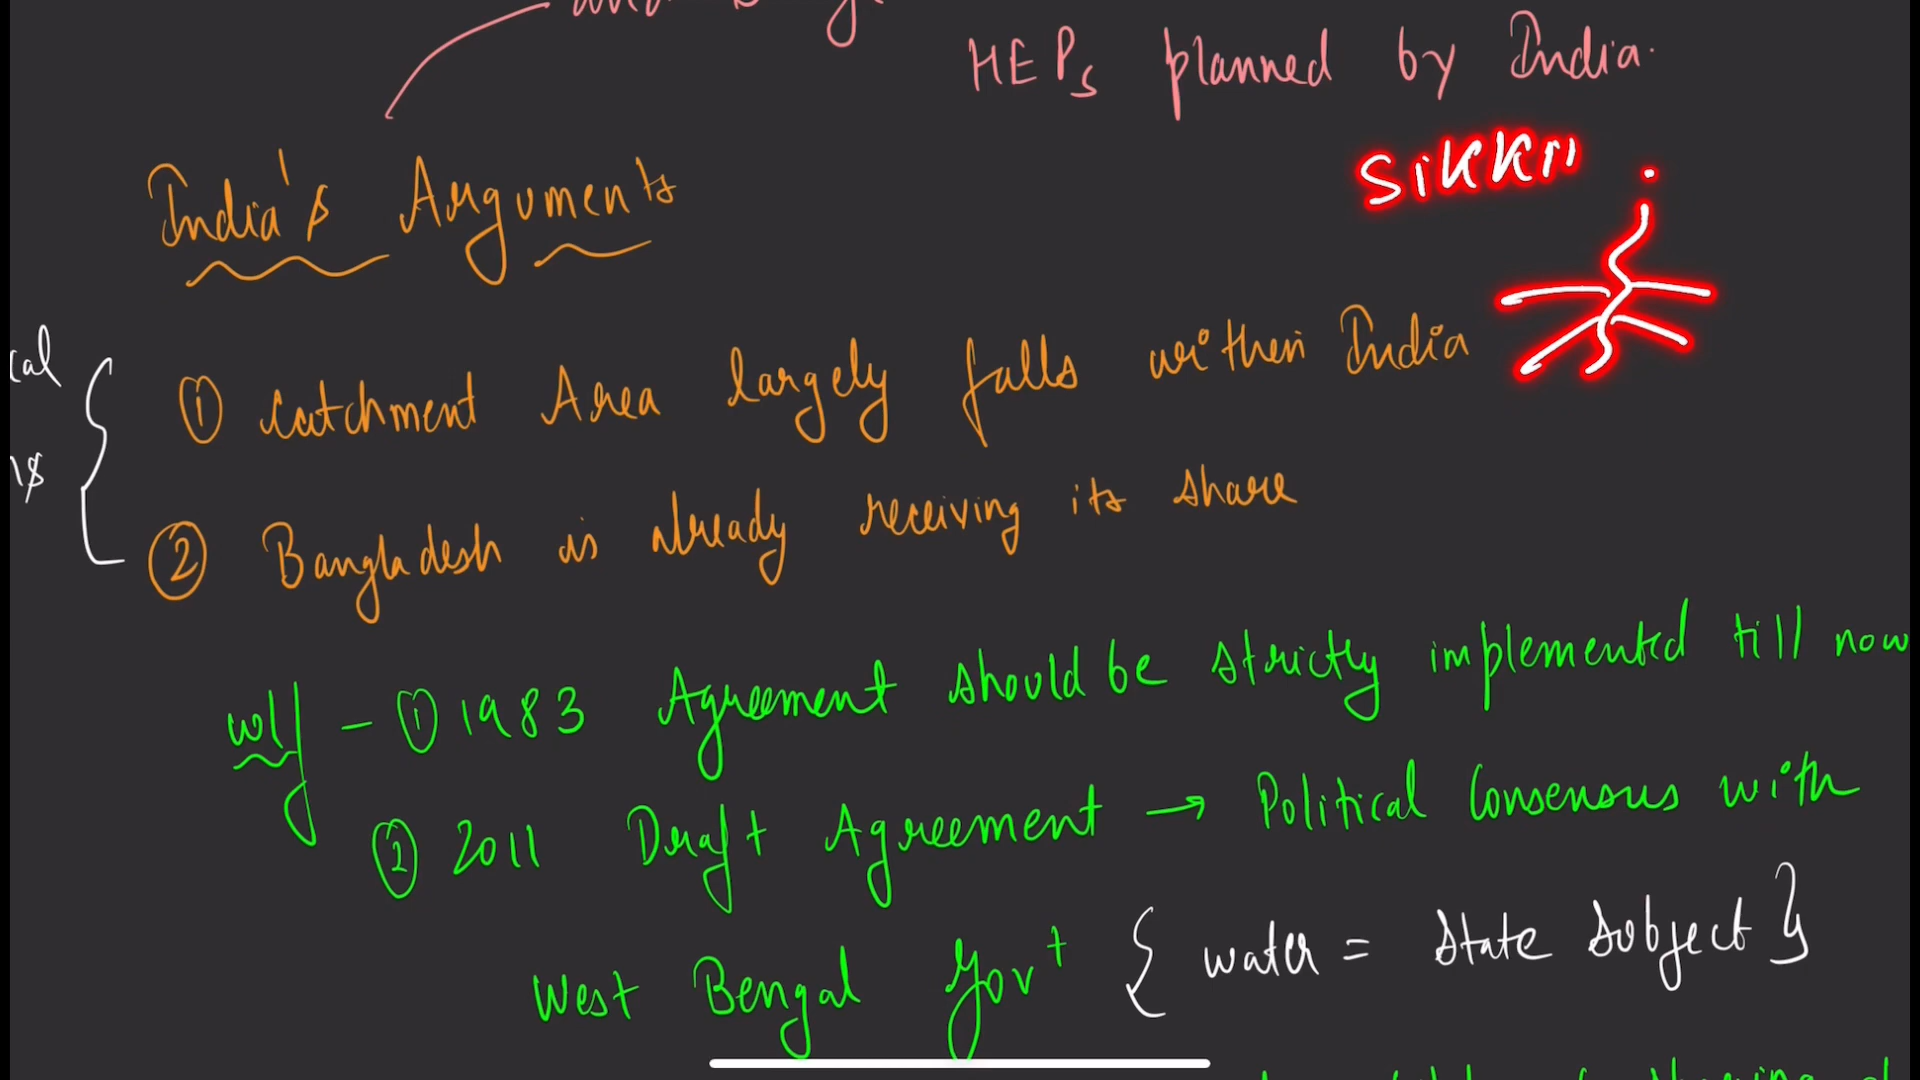 HEPs planned by India.
Sikki
India's Arguments
① Catchment Area largely falls within India
② Bangladesh is already receiving its share
w|f - ① 1983 Agreement should be strictly implemented till now
② 2011 Draft Agreement → Political Consensus with
West Bengal Govt { water = State Subject }